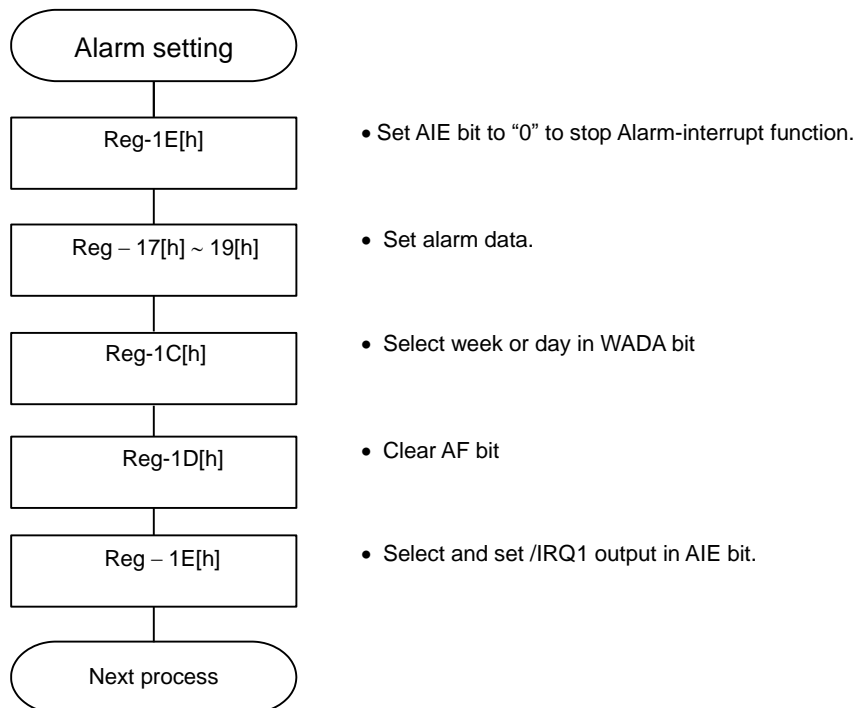 Alarm setting
Reg-1E[h]
• Set AIE bit to “0” to stop Alarm-interrupt function.
Reg – 17[h] ~ 19[h]
• Set alarm data.
Reg-1C[h]
• Select week or day in WADA bit
Reg-1D[h]
• Clear AF bit
Reg – 1E[h]
• Select and set /IRQ1 output in AIE bit.
Next process